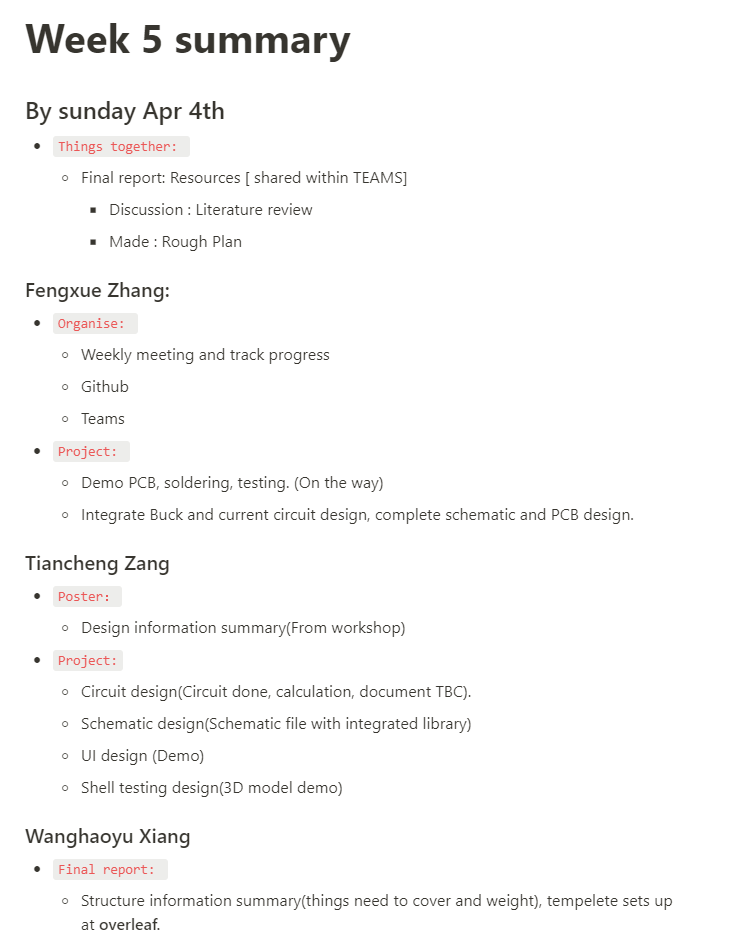 Week 5 summary
By sunday Apr 4th
Things together:
Final report: Resources [ shared within TEAMS]
Discussion : Literature review
Made : Rough Plan
Fengxue Zhang:
Organise:
Weekly meeting and track progress
Github
Teams
Project:
Demo PCB, soldering, testing. (On the way)
Integrate Buck and current circuit design, complete schematic and PCB design.
Tiancheng Zang
Poster:
Design information summary(From workshop)
Project:
Circuit design(Circuit done, calculation, document TBC).
Schematic design(Schematic file with integrated library)
UI design (Demo)
Shell testing design(3D model demo)
Wanghaoyu Xiang
Final report:
Structure information summary(things need to cover and weight), tempelete sets up
at overleaf.